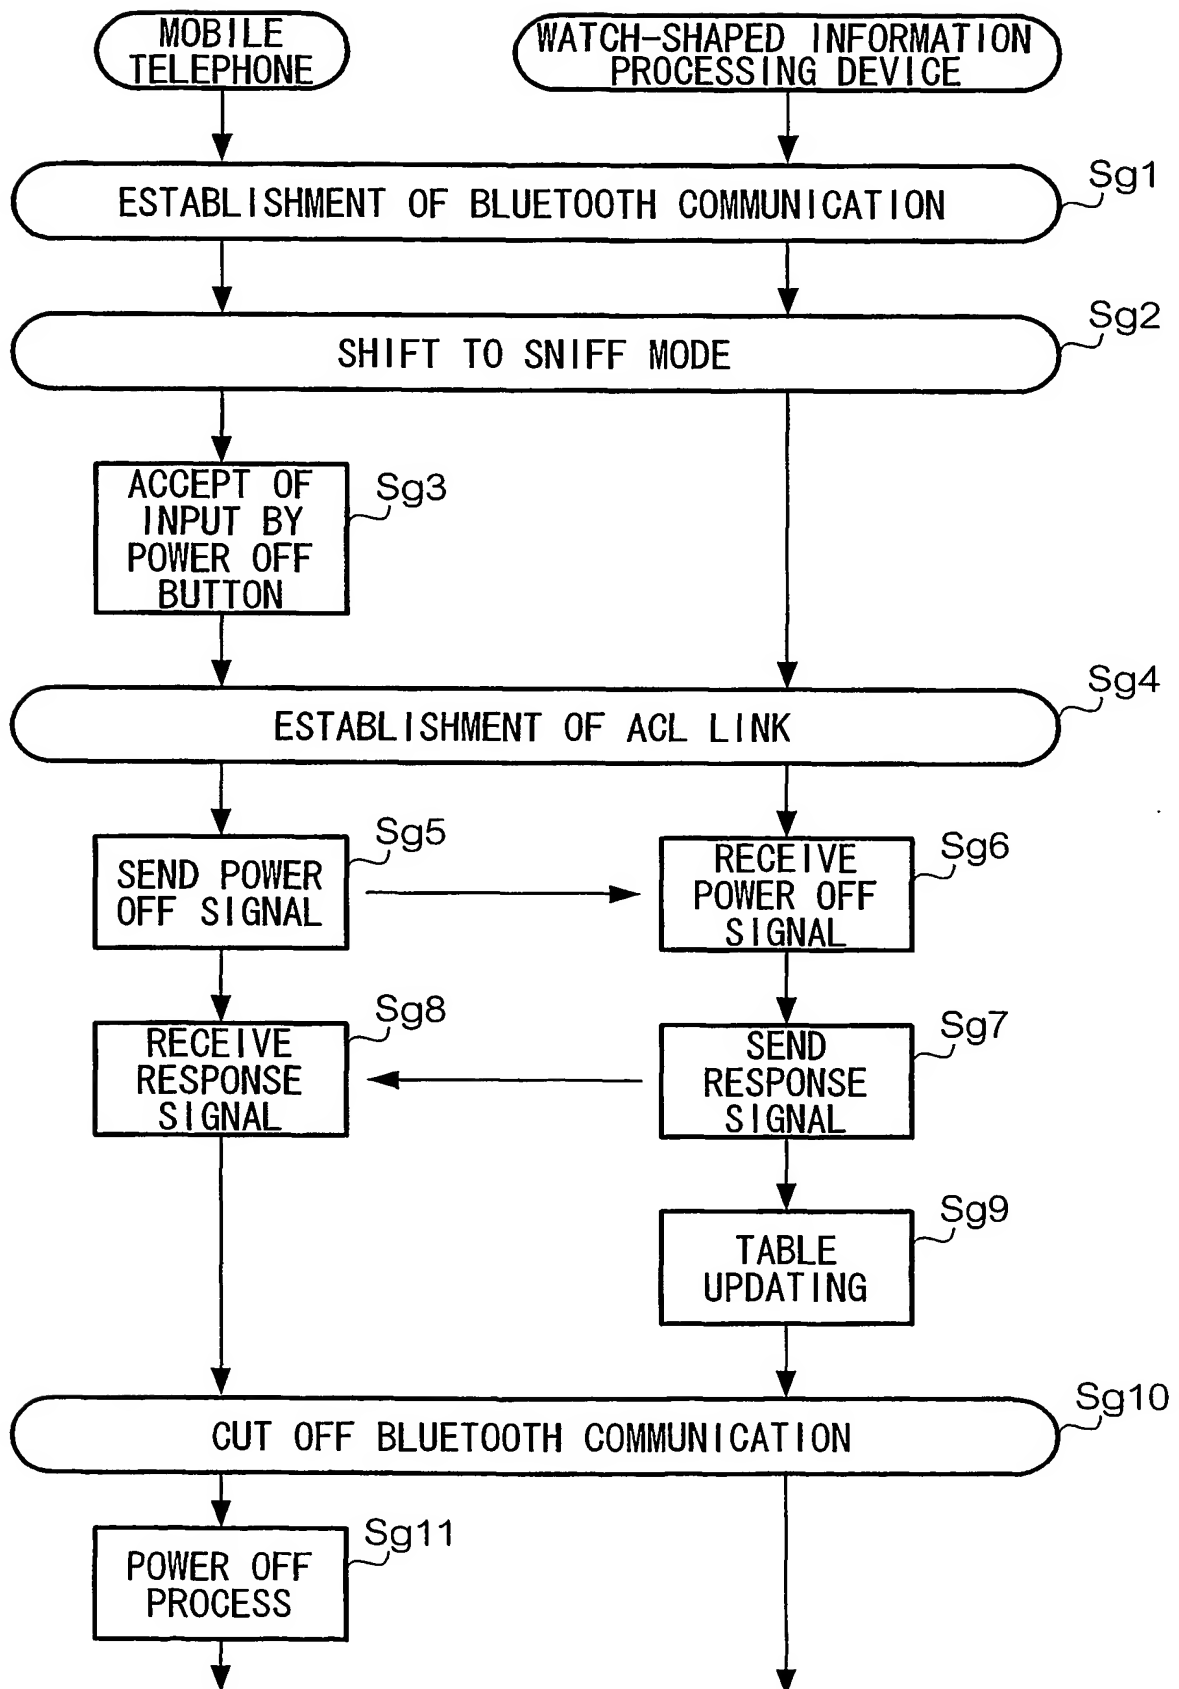 MOBILE
TELEPHONE
WATCH-SHAPED INFORMATION
PROCESSING DEVICE
ESTABLISHMENT OF BLUETOOTH COMMUNICATION
Sg1
SHIFT TO SNIFF MODE
Sg2
ACCEPT OF
INPUT BY
POWER OFF
BUTTON
Sg3
ESTABLISHMENT OF ACL LINK
Sg4
SEND POWER
OFF SIGNAL
Sg5
RECEIVE
POWER OFF
SIGNAL
Sg6
RECEIVE
RESPONSE
SIGNAL
Sg8
SEND
RESPONSE
SIGNAL
Sg7
TABLE
UPDATING
Sg9
CUT OFF BLUETOOTH COMMUNICATION
Sg10
POWER OFF
PROCESS
Sg11